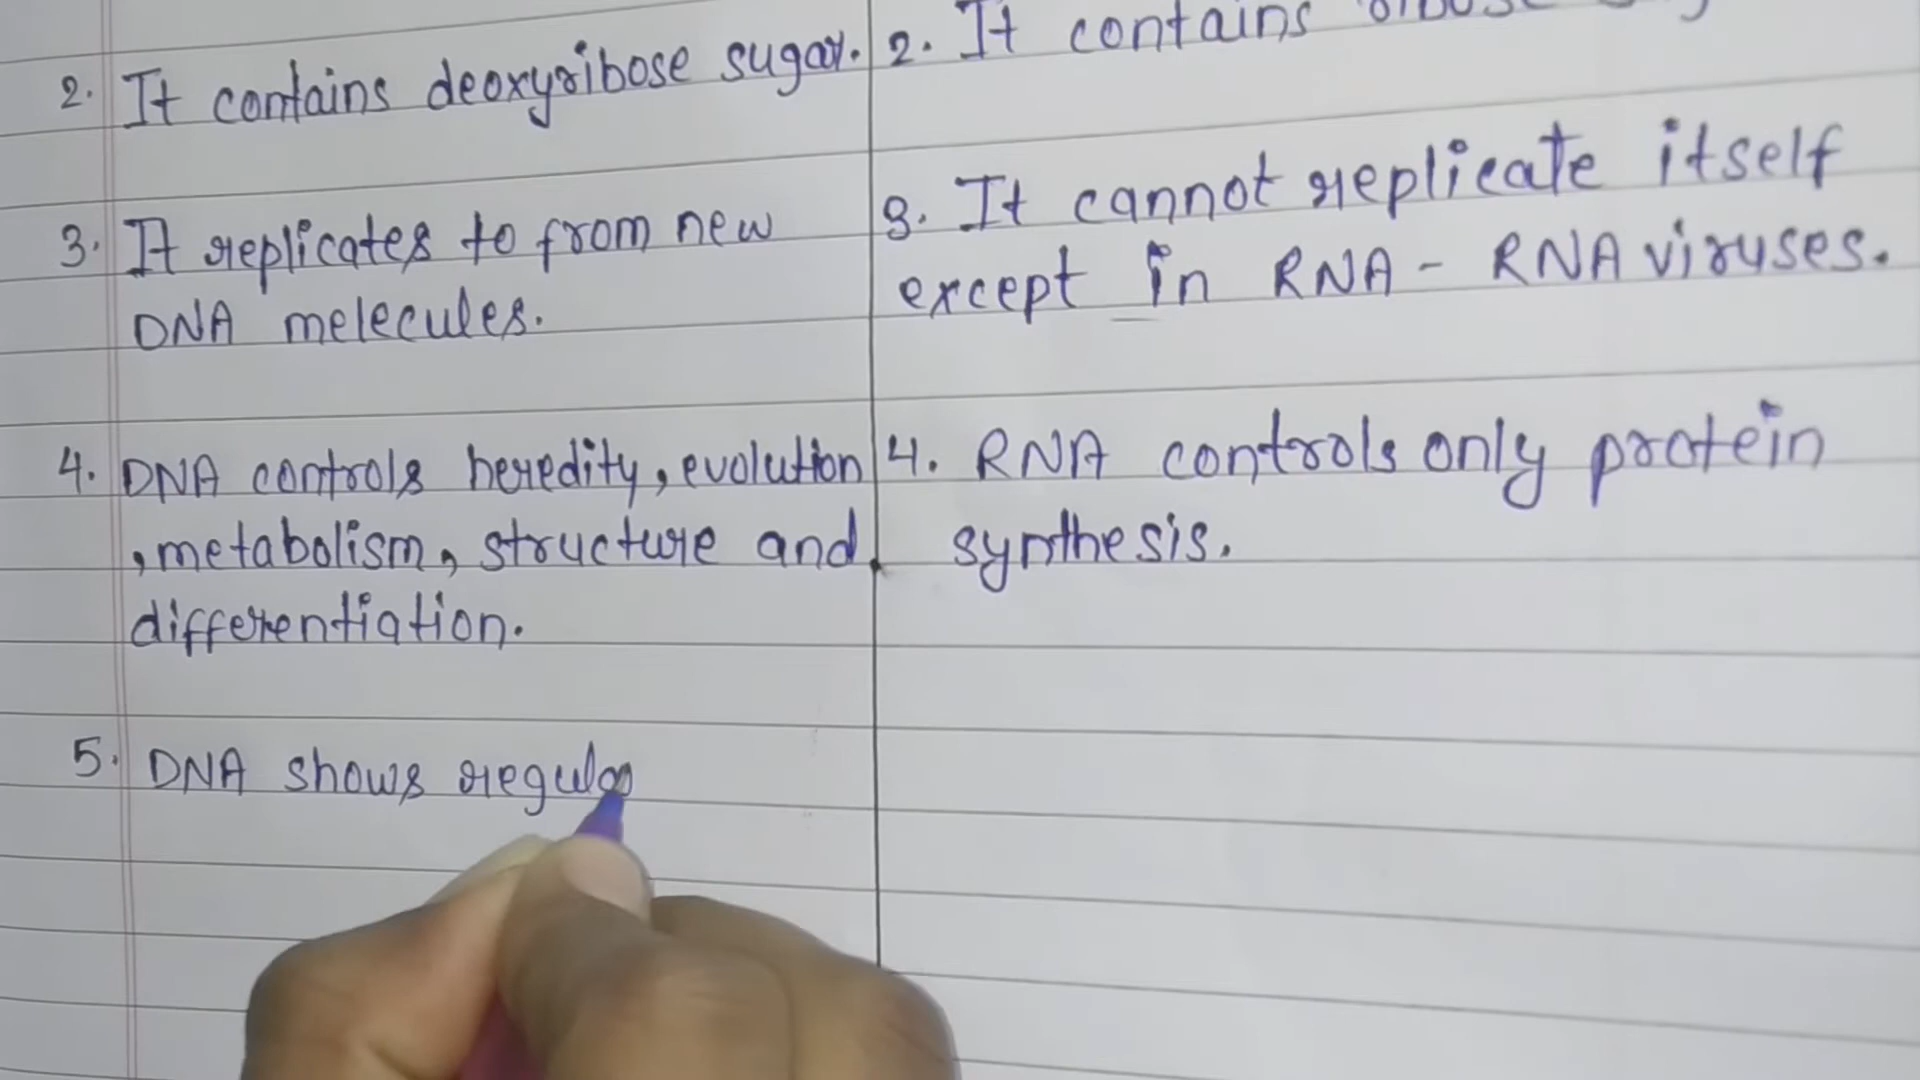 2. It contains deoxyribose sugar.
3. It replicates to from new
DNA melecules.
4. DNA controls heredity, evolution
, metabolism, structure and
differentiation.
5. DNA shows regula
2. It contains
3. It cannot replicate itself
except in RNA - RNA viruses.
4. RNA controls only protein
synthesis.